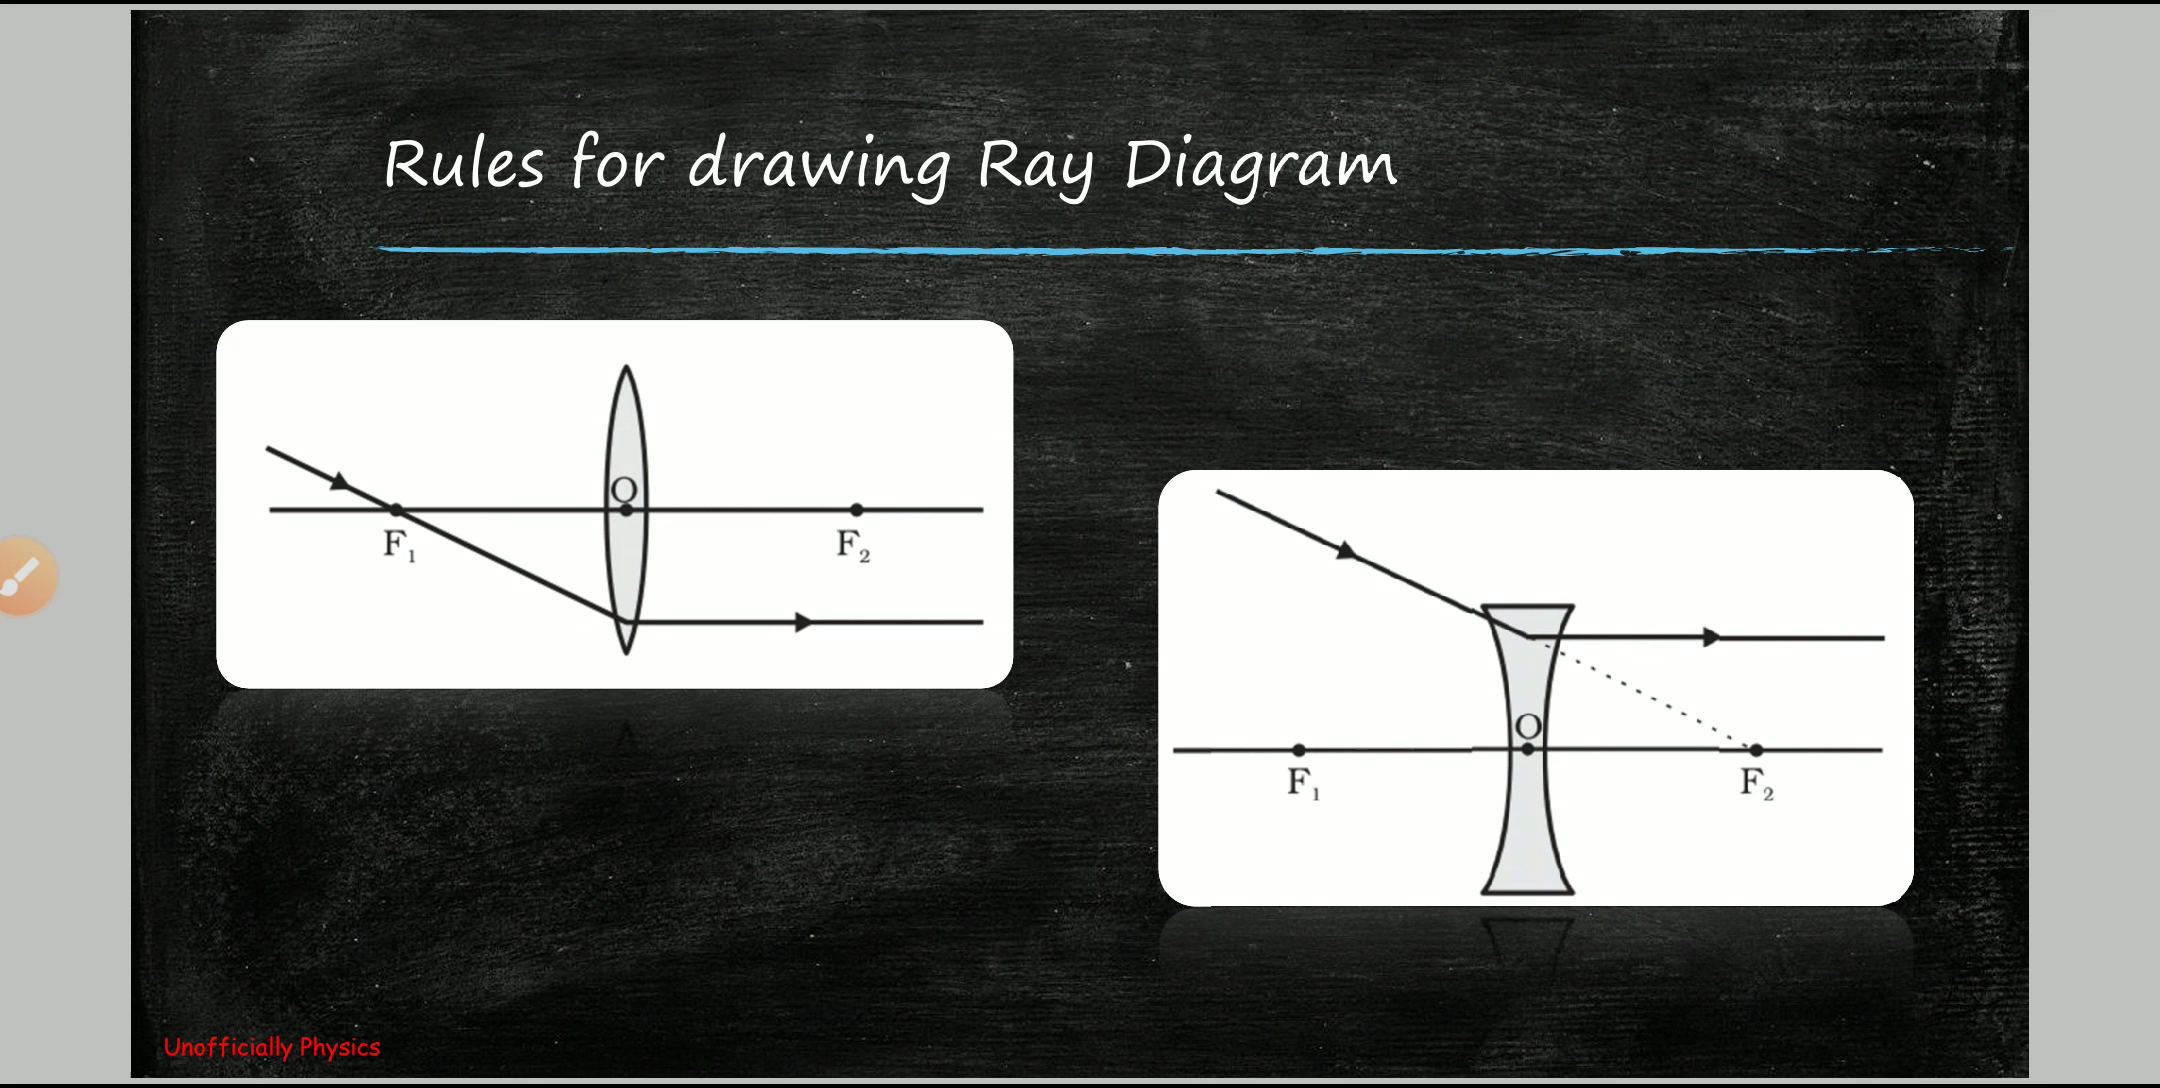 Rules for drawing Ray Diagram
O
F₁
F₂
O
F₁
F₂
Unofficially Physics